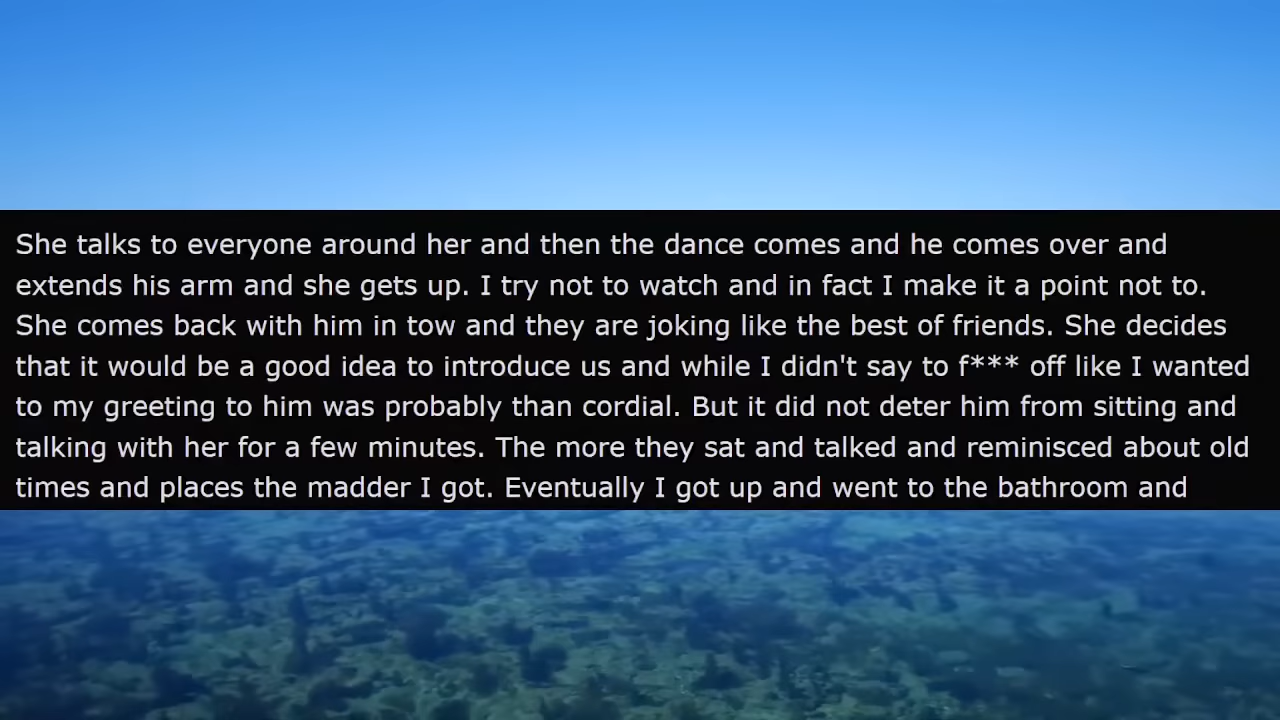 She talks to everyone around her and then the dance comes and he comes over and
extends his arm and she gets up. I try not to watch and in fact I make it a point not to.
She comes back with him in tow and they are joking like the best of friends. She decides
that it would be a good idea to introduce us and while I didn't say to f*** off like I wanted
to my greeting to him was probably than cordial. But it did not deter him from sitting and
talking with her for a few minutes. The more they sat and talked and reminisced about old
times and places the madder I got. Eventually I got up and went to the bathroom and